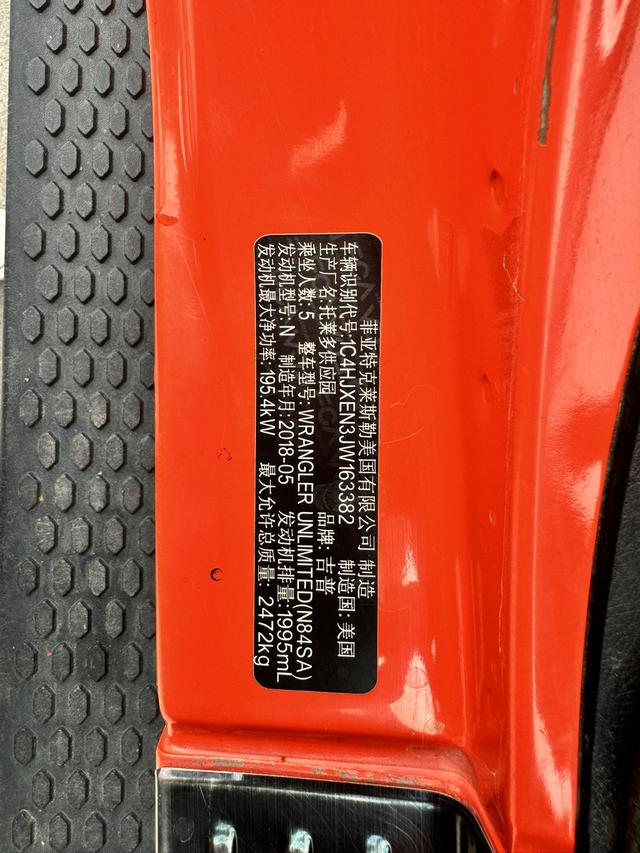 菲亚特克莱斯勒美国有限公司 制造
车辆识别代号:1C4HJXEN3JW163382 制造国: 美国
生产厂名:托莱多供应园 品牌: 吉普
乘坐人数: 5 整车型号: WRANGLER UNLIMITED(N84SA)
发动机型号: N 制造年月: 2018-05 发动机排量: 1995mL
发动机最大净功率: 195.4kW 最大允许总质量: 2472kg